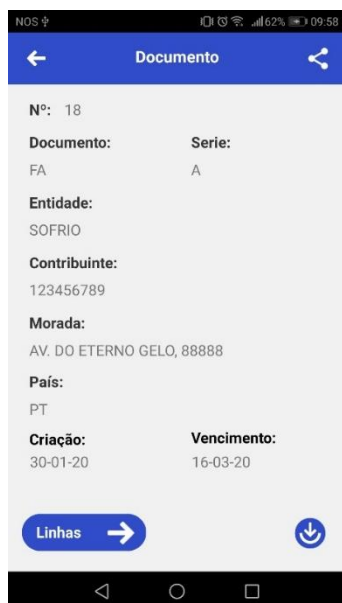 NOS 62% 09:58
Documento
Nº: 18
Documento: Serie:
FA A
Entidade:
SOFRIO
Contribuinte:
123456789
Morada:
AV. DO ETERNO GELO, 88888
País:
PT
Criação: Vencimento:
30-01-20 16-03-20
Linhas